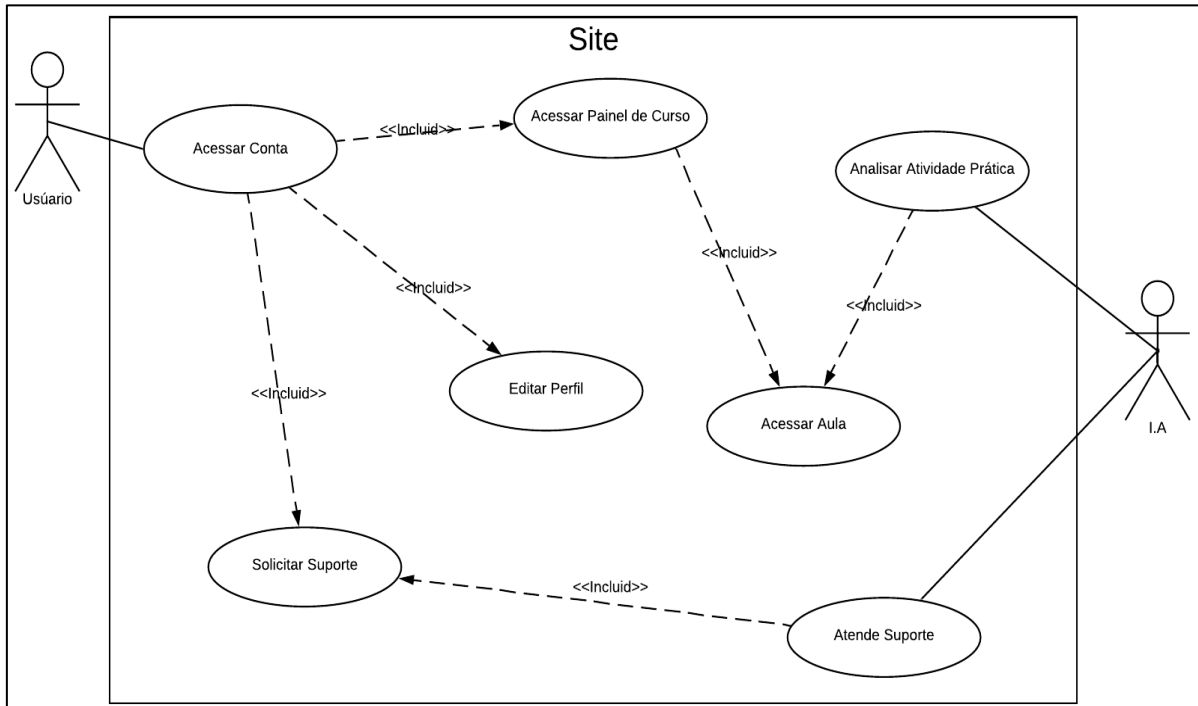 Site
Acessar Painel de Curso
<<Incluid>>
Acessar Conta
Analisar Atividade Prática
Usúario
<<Incluid>>
<<Incluid>>
<<Incluid>>
Editar Perfil
<<Incluid>>
Acessar Aula
I.A
Solicitar Suporte
<<Incluid>>
Atende Suporte